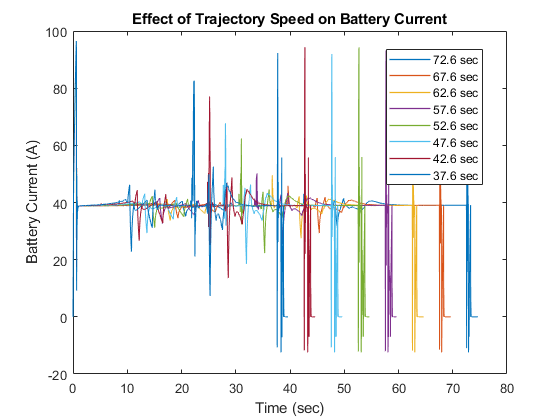 Effect of Trajectory Speed on Battery Current
100
80
60
40
20
0
-20
Battery Current (A)
72.6 sec
67.6 sec
62.6 sec
57.6 sec
52.6 sec
47.6 sec
42.6 sec
37.6 sec
0 10 20 30 40 50 60 70 80
Time (sec)